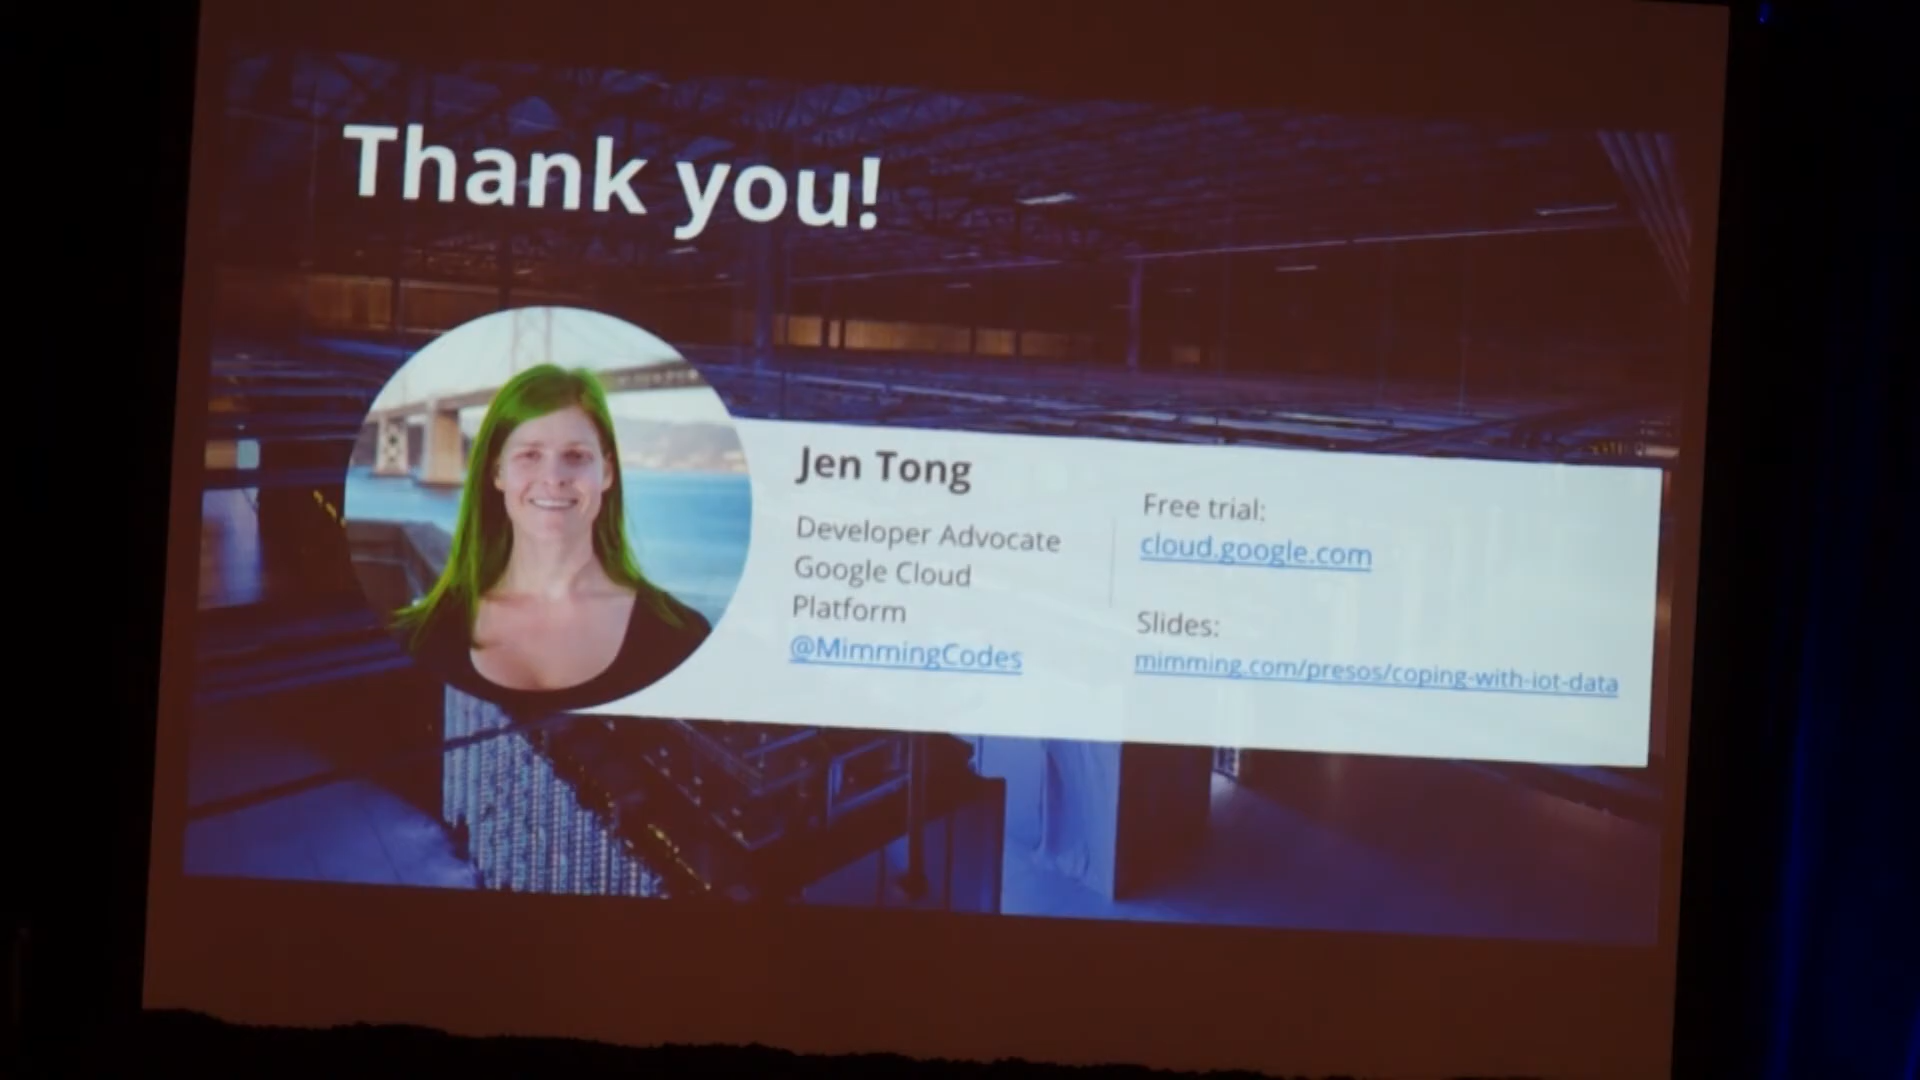 Thank you!
Jen Tong
Developer Advocate
Google Cloud
Platform
@MimmingCodes
Free trial:
cloud.google.com
Slides:
mimming.com/presos/coping-with-iot-data